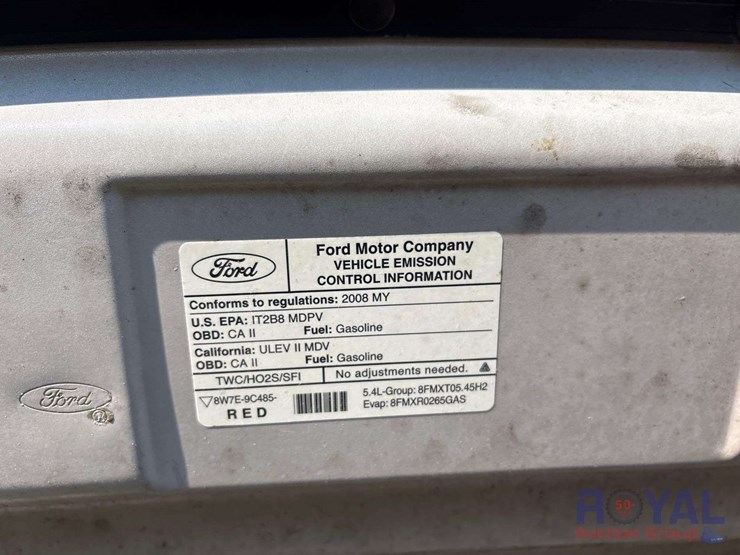 Ford
Ford Motor Company
VEHICLE EMISSION
CONTROL INFORMATION
Conforms to regulations: 2008 MY
U.S. EPA: IT2B8 MDPV
OBD: CA II Fuel: Gasoline
California: ULEV II MDV
OBD: CA II Fuel: Gasoline
TWC/HO2S/SFI No adjustments needed.
8W7E-9C485-
RED
5.4L-Group: 8FMXT05.45H2
Evap: 8FMXR0265GAS
Ford
ROYAL
Auction Group